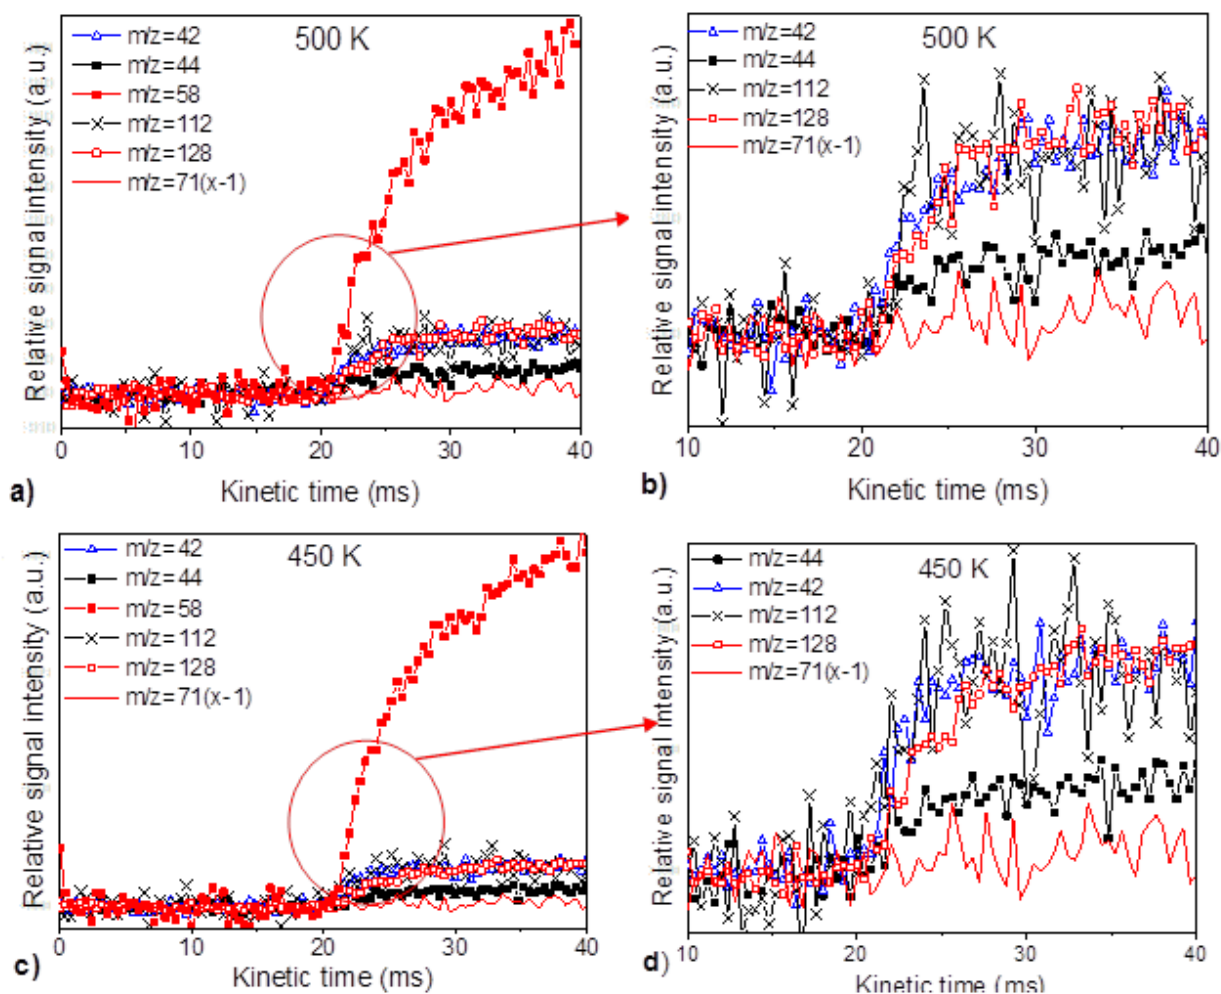 Relative signal intensity (a.u.)
500 K
m/z=42
m/z=44
m/z=58
m/z=112
m/z=128
m/z=71(x-1)
0
10
20
30
40
a)
Kinetic time (ms)
Relative signal intensity (a.u.)
500 K
m/z=42
m/z=44
m/z=112
m/z=128
m/z=71(x-1)
10
20
30
40
b)
Kinetic time (ms)
Relative signal intensity (a.u.)
450 K
m/z=42
m/z=44
m/z=58
m/z=112
m/z=128
m/z=71(x-1)
0
10
20
30
40
c)
Kinetic time (ms)
Relative signal intensity (a.u.)
450 K
m/z=44
m/z=42
m/z=112
m/z=128
m/z=71(x-1)
10
20
30
40
d)
Kinetic time (ms)